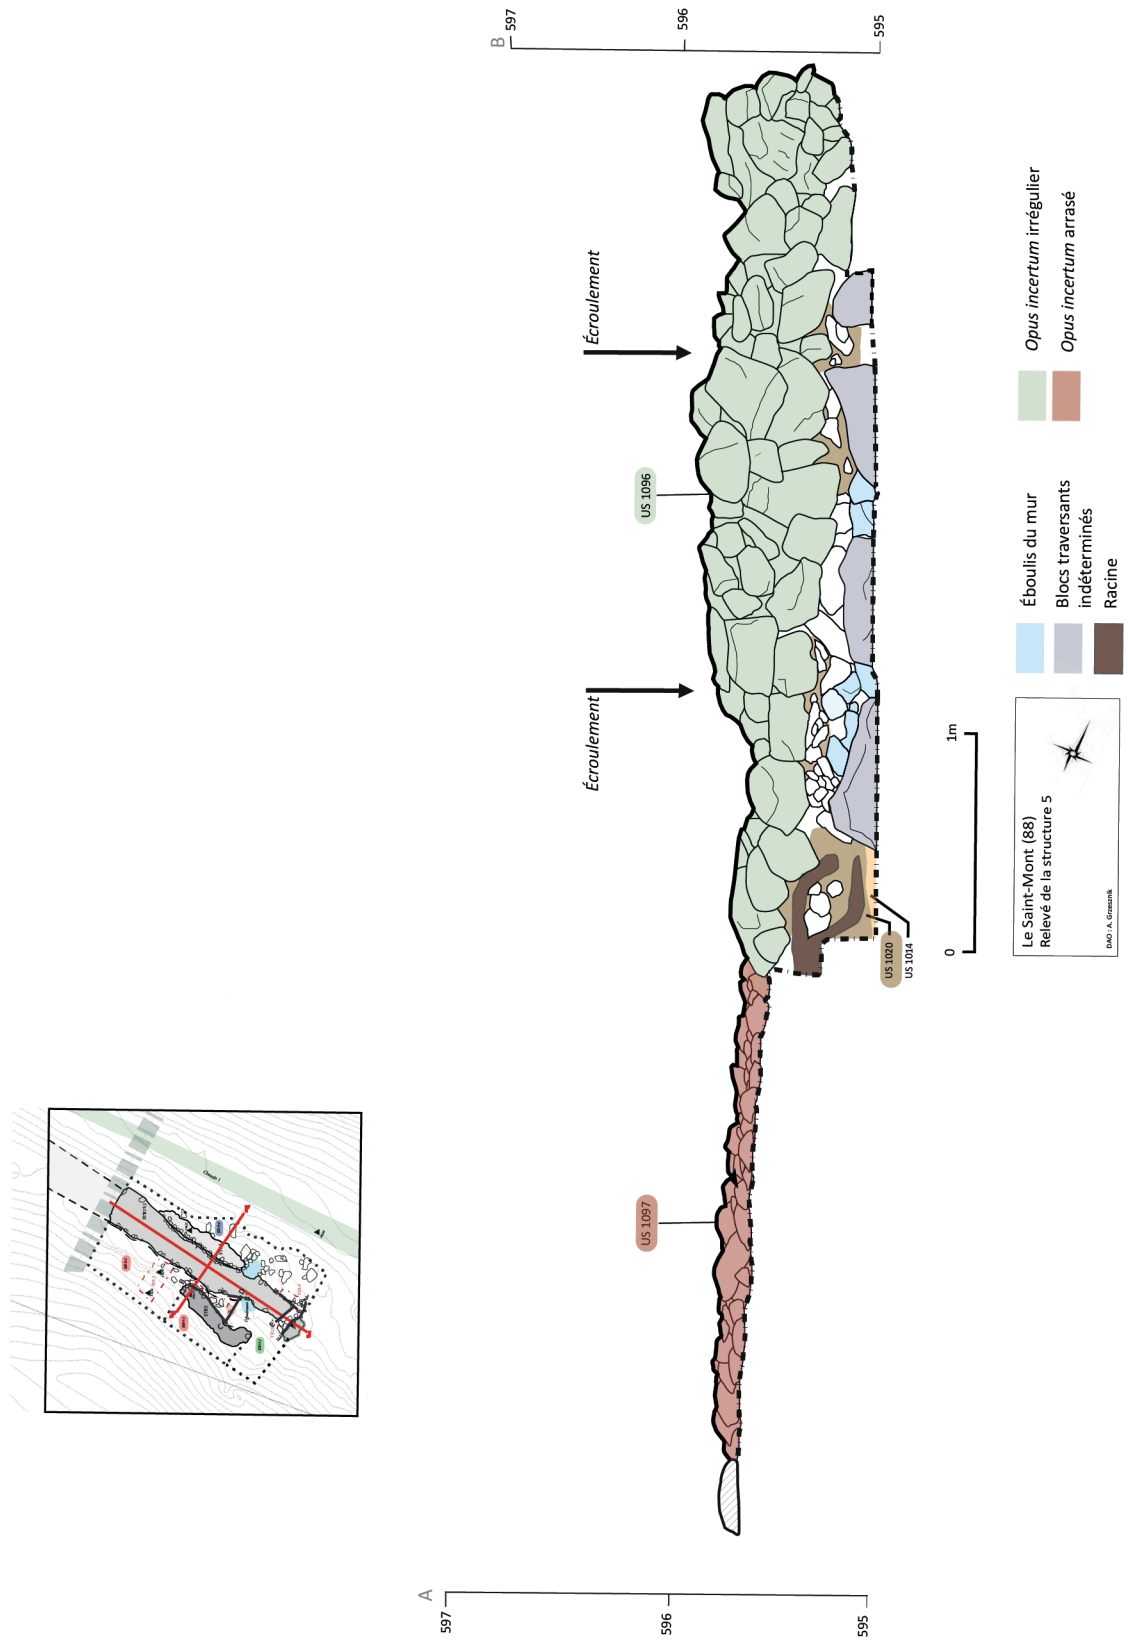 B
597
596
595
Écroulement
Écroulement
US 1096
US 1097
US 1020
US 1014
A
597
596
595
0
1m
Opus incertum irrégulier
Opus incertum arrasé
Éboulis du mur
Blocs traversants
indéterminés
Racine
Le Saint-Mont (88)
Relevé de la structure 5
DAO : A. Grzesznik
Chemin 1